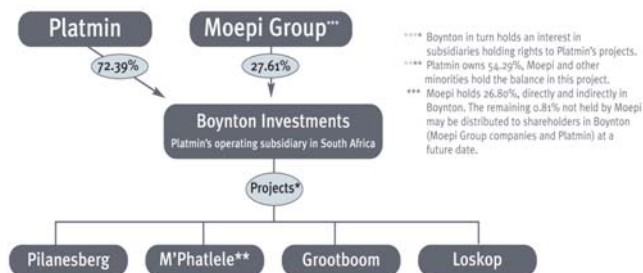 Platmin
Moepi Group***
72.39%
27.61%
Boynton Investments
Platmin's operating subsidiary in South Africa
Projects*
Pilanesberg
M'Phatlele**
Grootboom
Loskop
* Boynton in turn holds an interest in
subsidiaries holding rights to Platmin's projects.
** Platmin owns 54.29%, Moepi and other
minorities hold the balance in this project.
*** Moepi holds 26.80%, directly and indirectly in
Boynton. The remaining 0.81% not held by Moepi
may be distributed to shareholders in Boynton
(Moepi Group companies and Platmin) at a
future date.